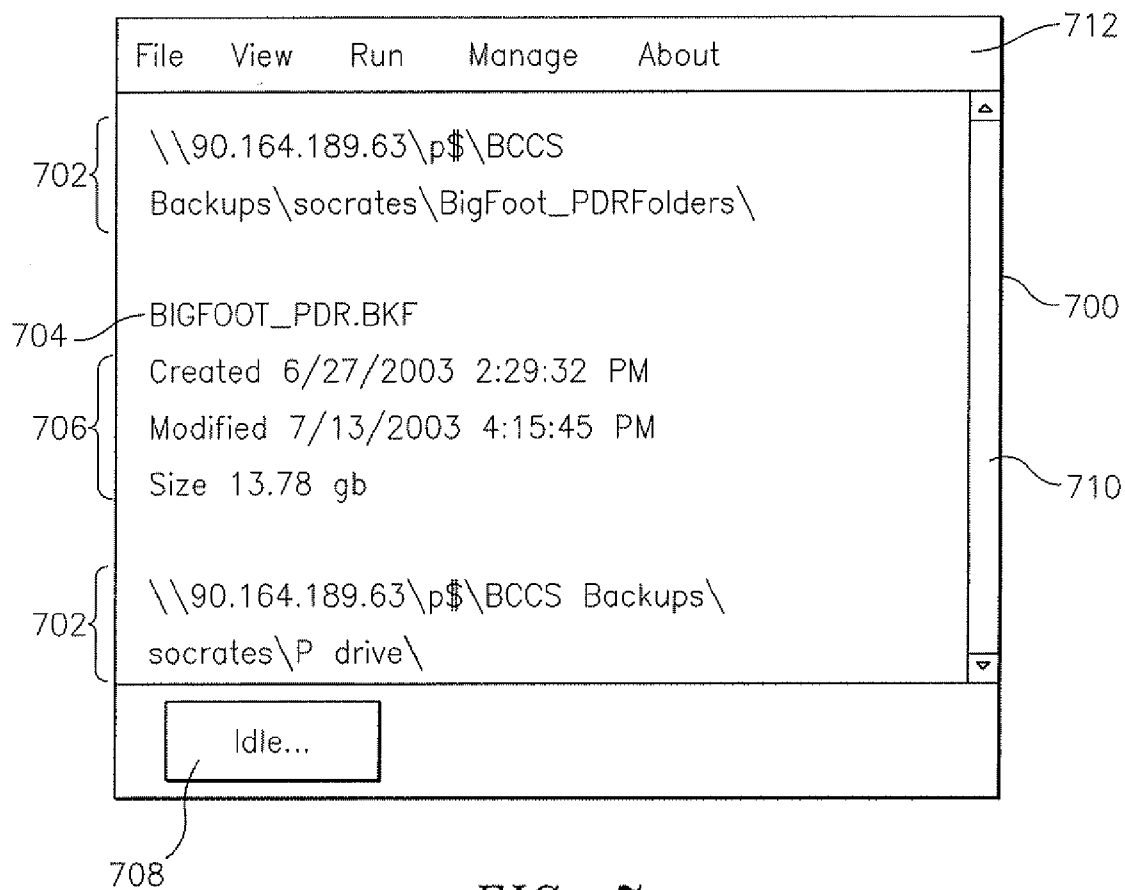 712
File View Run Manage About
702
\\90.164.189.63\p$\BCCS
Backups\socrates\BigFoot_PDRFolders\
700
704
BIGFOOT_PDR.BKF
706
Created 6/27/2003 2:29:32 PM
Modified 7/13/2003 4:15:45 PM
Size 13.78 gb
710
702
\\90.164.189.63\p$\BCCS Backups\
socrates\P drive\
Idle...
708